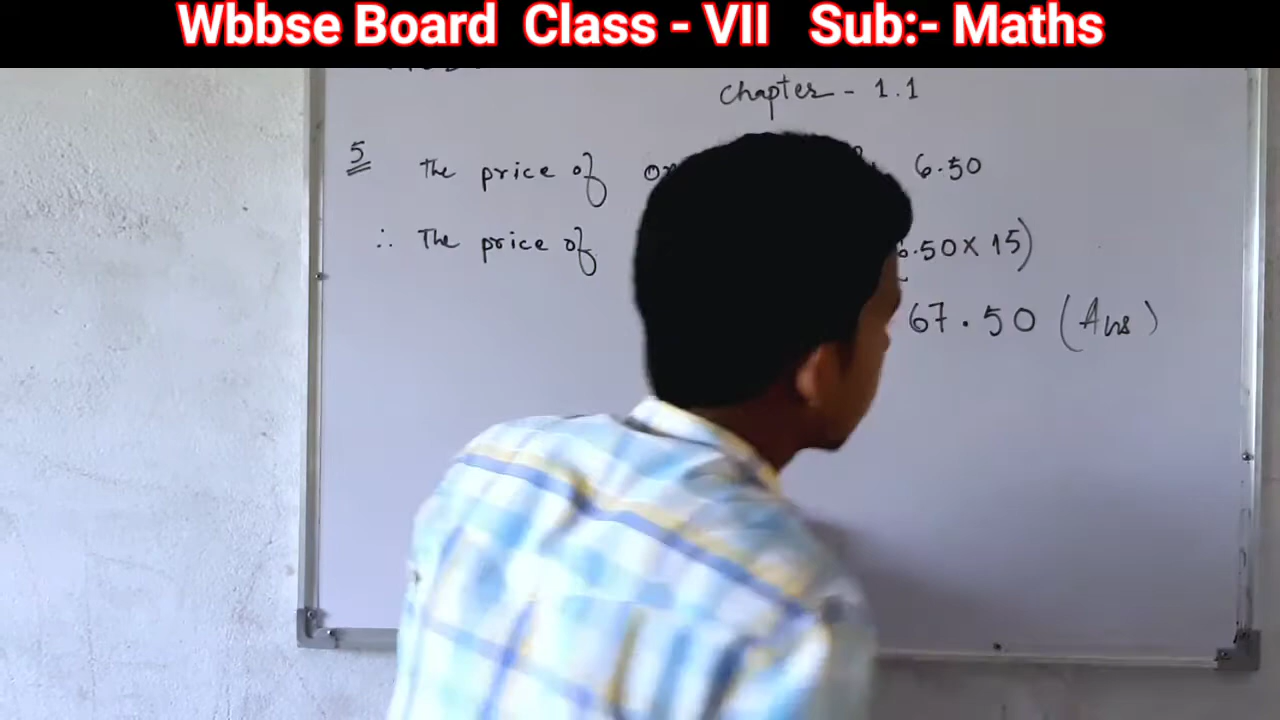 Wbbse Board Class - VII Sub:- Maths
Chapter - 1.1
5 The price of 6.50
∴ The price of 6.50 × 15)
67.50 (Ans)